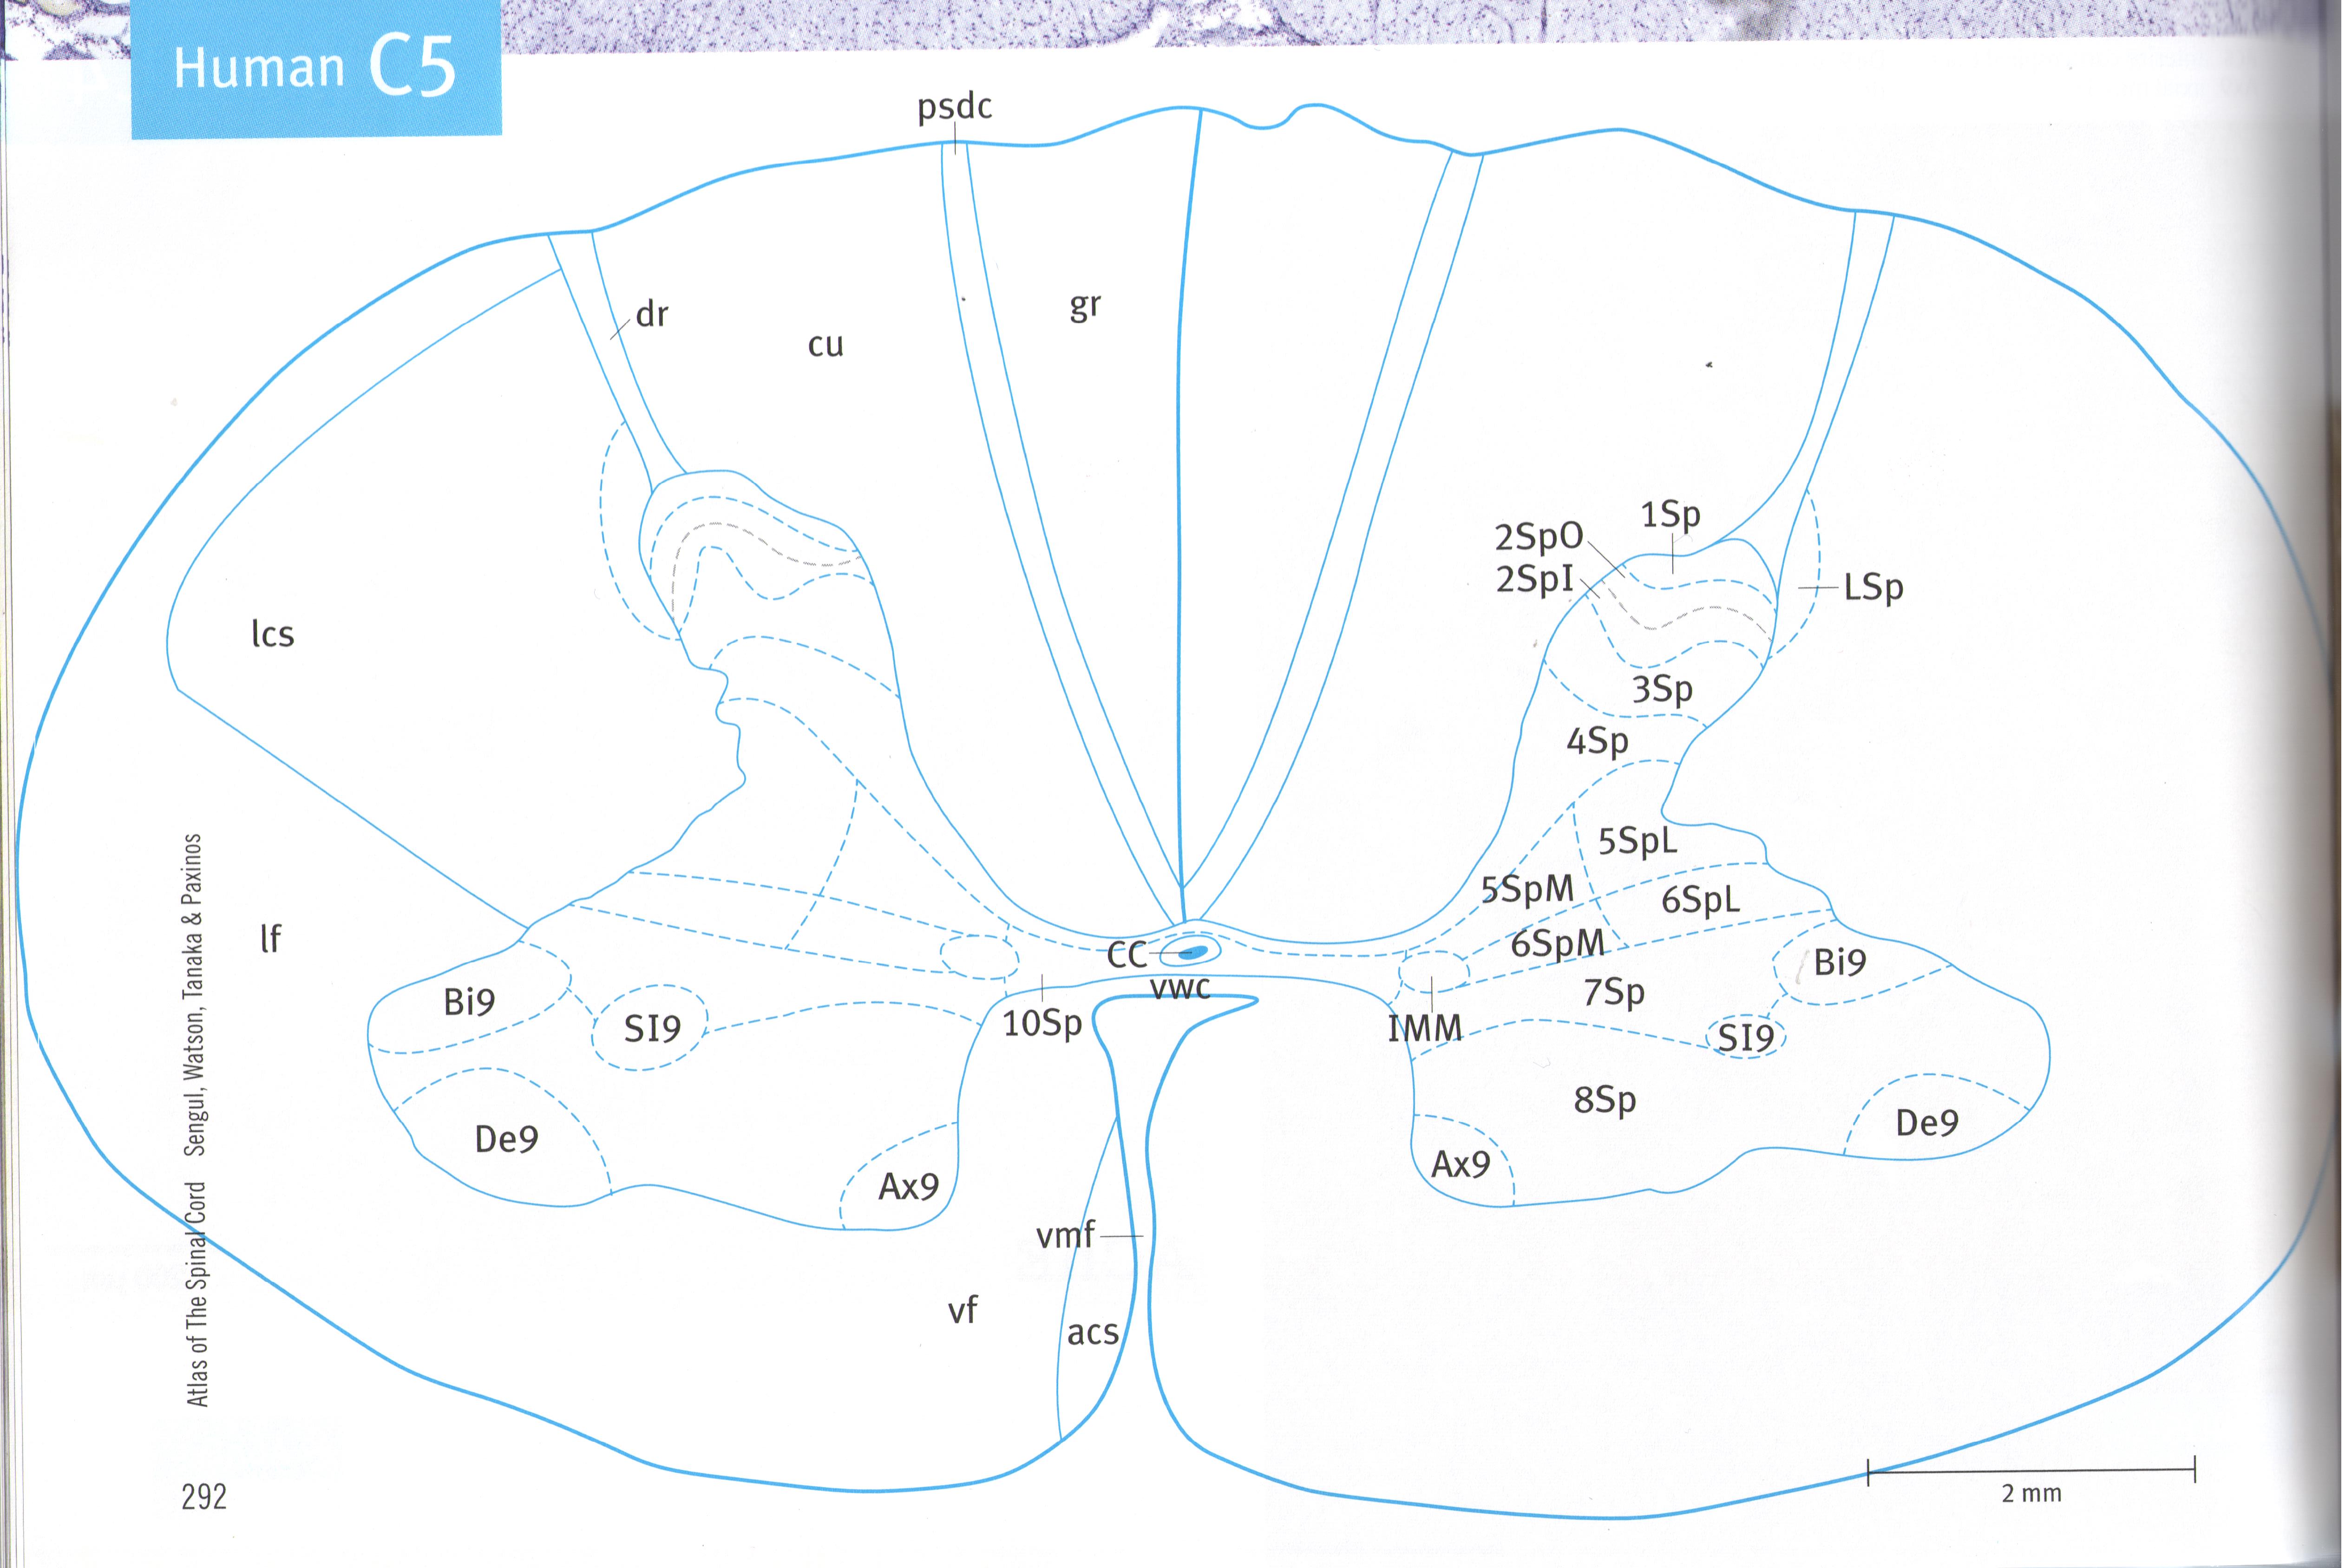 Human C5
psdc
dr
cu
gr
1Sp
2SpO
2SpI
LSp
lcs
3Sp
4Sp
5SpL
5SpM
6SpL
lf
6SpM
CC
Bi9
vwc
7Sp
Bi9
SI9
10Sp
IMM
SI9
8Sp
De9
De9
Ax9
Ax9
vmf
vf
acs
Atlas of The Spinal Cord Sengul, Watson, Tanaka & Paxinos
292
2 mm